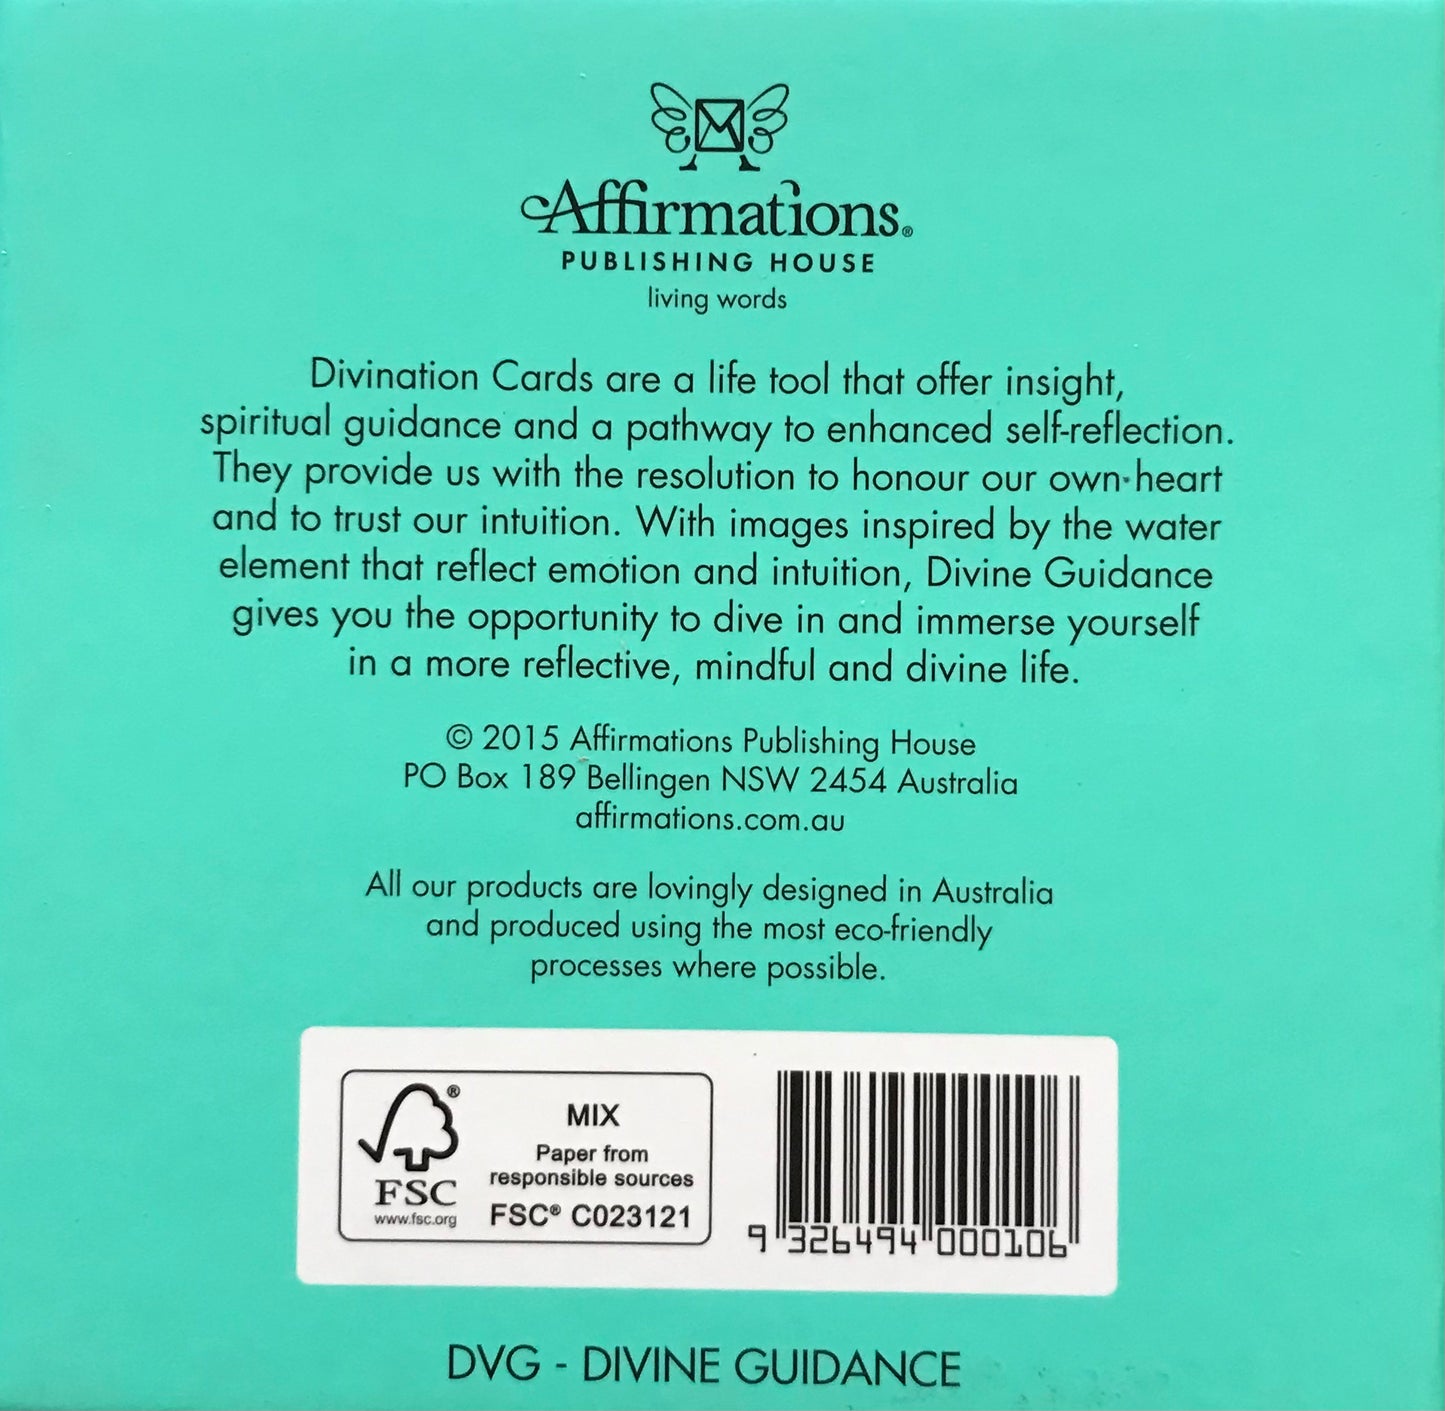 Affirmations®
PUBLISHING HOUSE
living words
Divination Cards are a life tool that offer insight,
spiritual guidance and a pathway to enhanced self-reflection.
They provide us with the resolution to honour our own heart
and to trust our intuition. With images inspired by the water
element that reflect emotion and intuition, Divine Guidance
gives you the opportunity to dive in and immerse yourself
in a more reflective, mindful and divine life.
© 2015 Affirmations Publishing House
PO Box 189 Bellingen NSW 2454 Australia
affirmations.com.au
All our products are lovingly designed in Australia
and produced using the most eco-friendly
processes where possible.
®
FSC
www.fsc.org
MIX
Paper from
responsible sources
FSC® C023121
9 326494 000106
DVG - DIVINE GUIDANCE